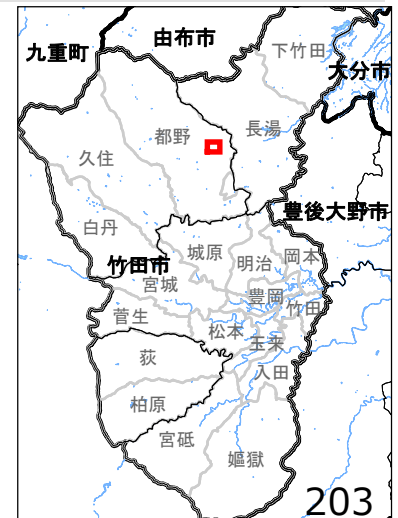 九重町
由布市
下竹田
大分市
都野
長湯
久住
白丹
豊後大野市
竹田市
城原
明治
岡本
宮城
豊岡
竹田
菅生
松本
玉来
荻
入田
柏原
宮砥
嫗獄
203